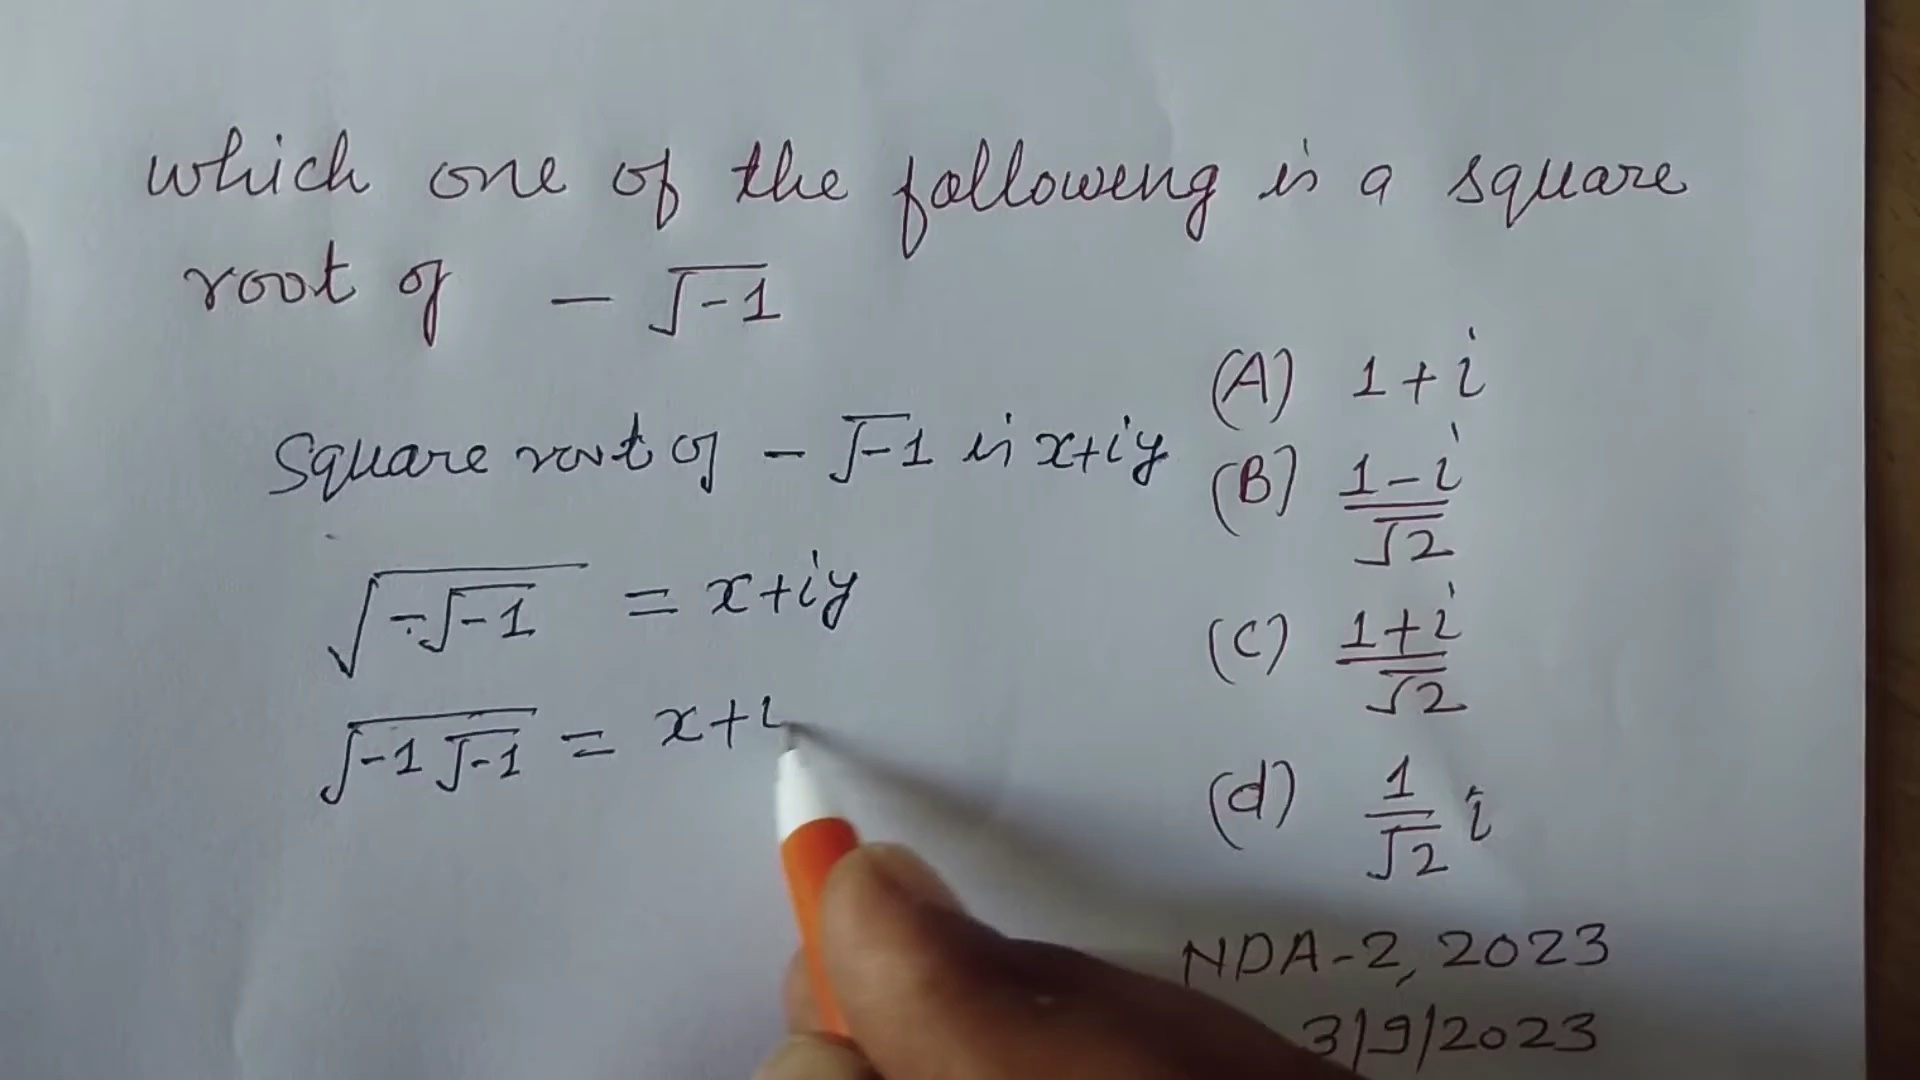 which one of the following is a square
root of - √-1
Square root of - √-1 is x+iy
√(-√-1) = x+iy
√(-1√-1) = x+i
(A) 1+i
(B) (1-i)/√2
(C) (1+i)/√2
(d) 1/√2 i
NDA-2, 2023
3/9/2023